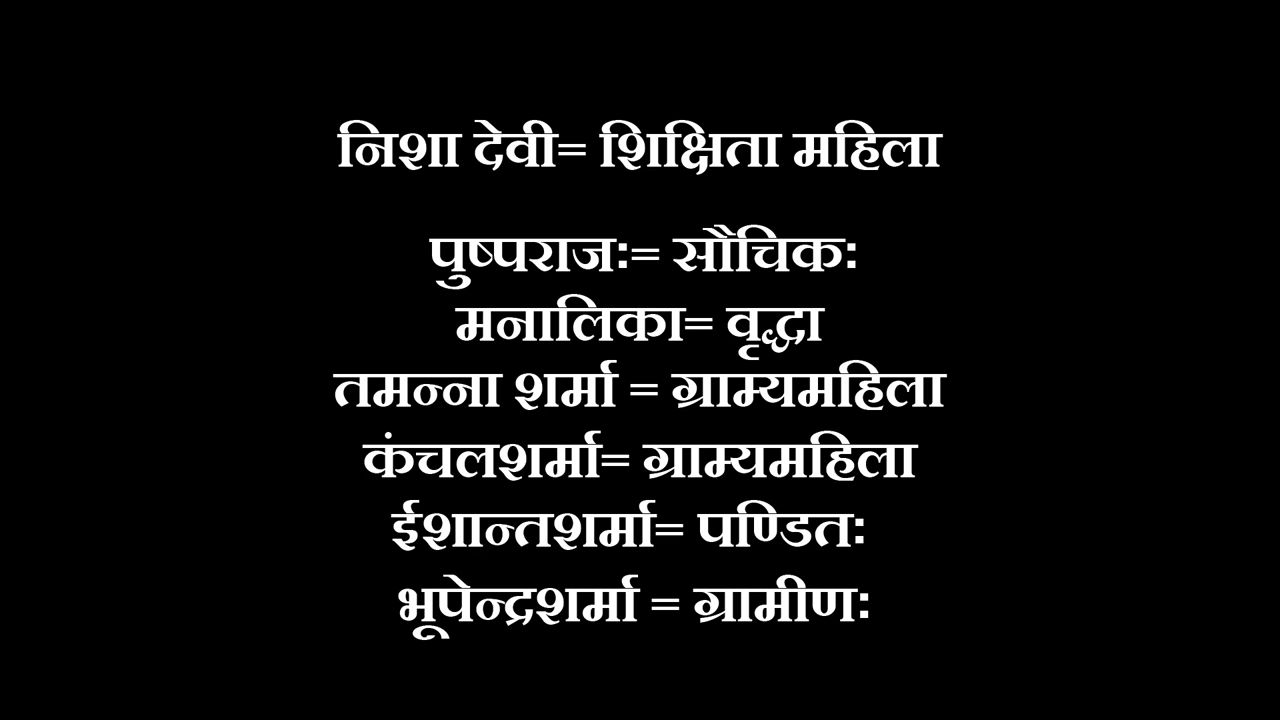 निशा देवी= शिक्षिता महिला
पुष्पराजः= सौचिकः
मनालिका= वृद्धा
तमन्ना शर्मा = ग्राम्यमहिला
कंचलशर्मा= ग्राम्यमहिला
ईशान्तशर्मा= पण्डितः
भूपेन्द्रशर्मा = ग्रामीणः